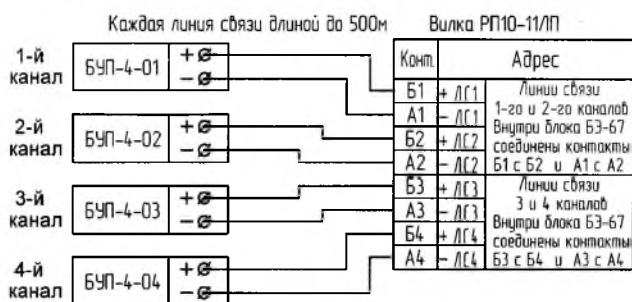 Каждая линия связи длиной до 500м
Вилка РП10-11ЛП
1-й канал
БУП-4-01
+
-
2-й канал
БУП-4-02
+
-
3-й канал
БУП-4-03
+
-
4-й канал
БУП-4-04
+
-
Конт. Адрес
Б1 + ЛС1
А1 - ЛС1
Б2 + ЛС2
А2 - ЛС2
Линии связи
1-го и 2-го каналов
Внутри блока БЭ-67
соединены контакты
Б1 с Б2 и А1 с А2
Б3 + ЛС3
А3 - ЛС3
Б4 + ЛС4
А4 - ЛС4
Линии связи
3 и 4 каналов
Внутри блока БЭ-67
соединены контакты
Б3 с Б4 и А3 с А4